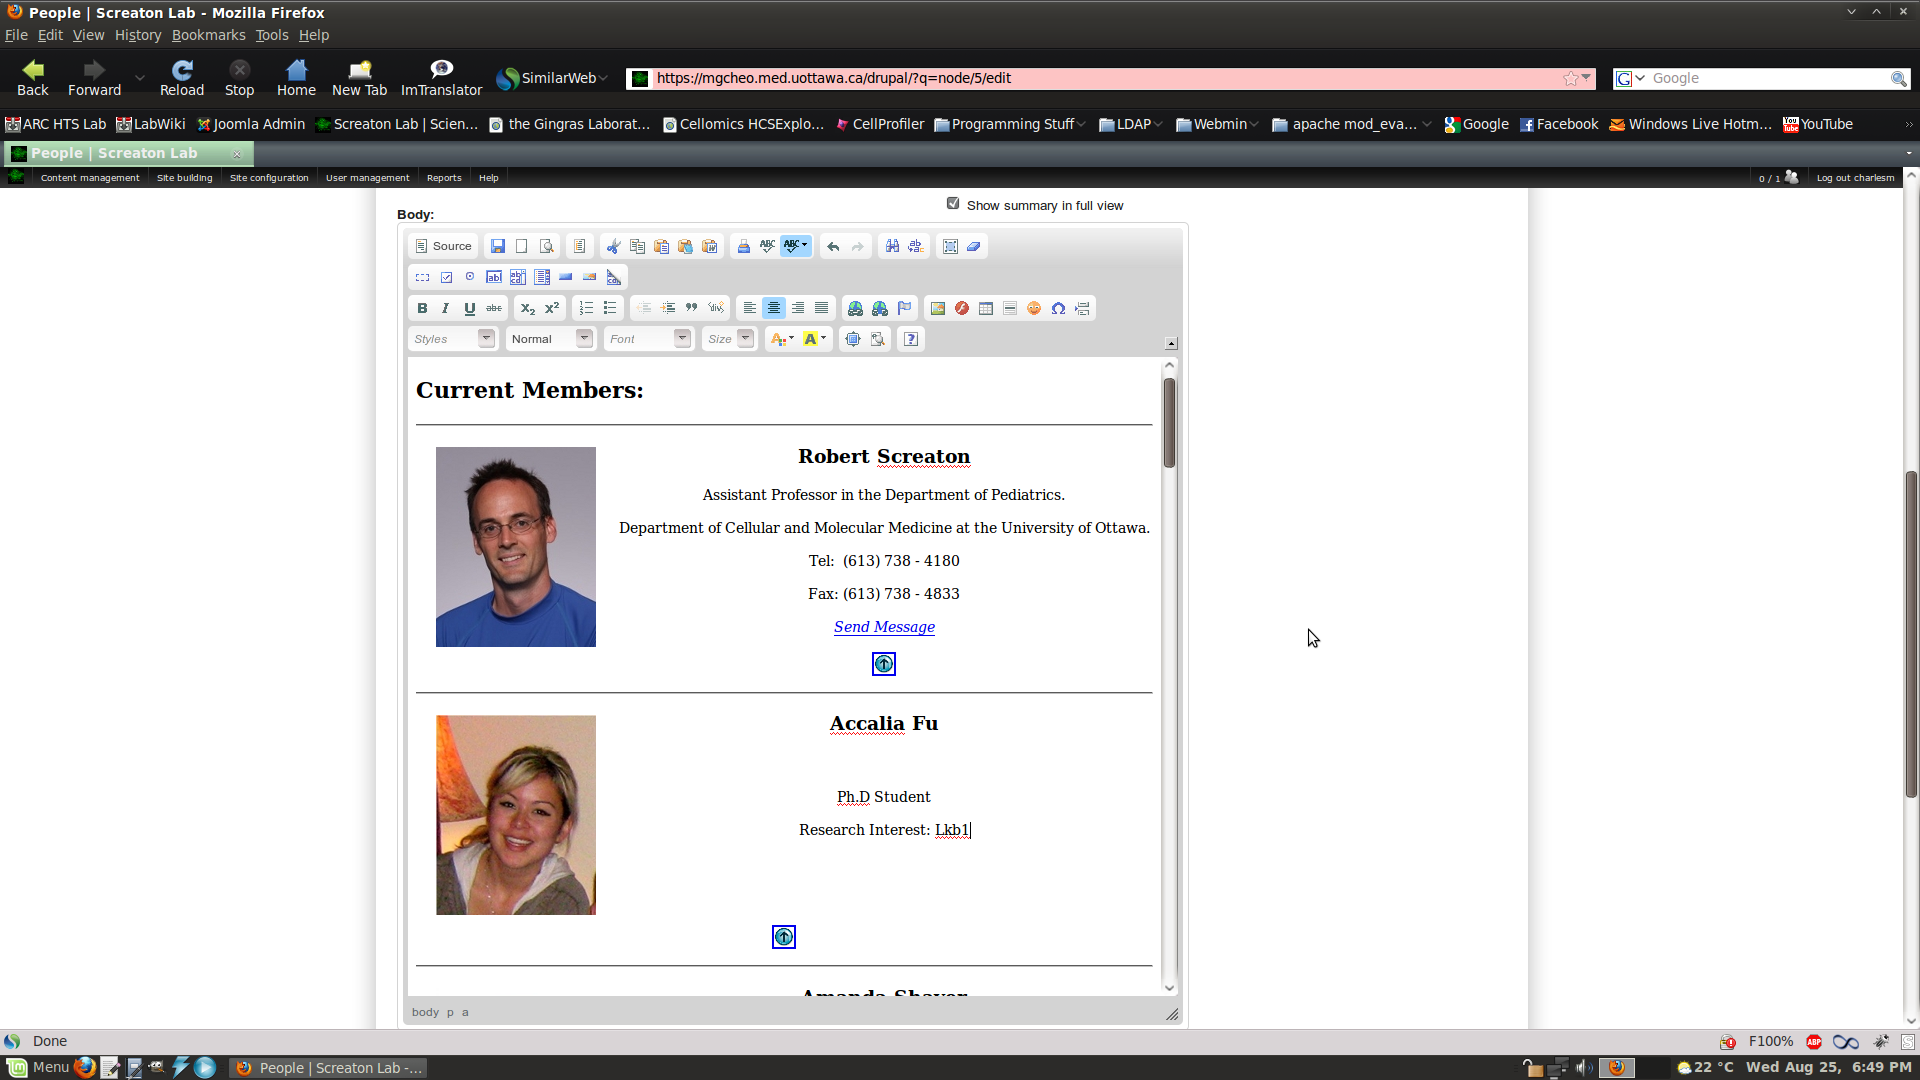 People | Screaton Lab - Mozilla Firefox
File Edit View History Bookmarks Tools Help
Back Forward Reload Stop Home New Tab ImTranslator SimilarWeb https://mgcheo.med.uottawa.ca/drupal/?q=node/5/edit Google
ARC HTS Lab LabWiki Joomla Admin Screaton Lab | Scien... the Gingras Laborat... Cellomics HCSExplo... CellProfiler Programming Stuff LDAP Webmin apache mod_eva... Google Facebook Windows Live Hotm... YouTube
People | Screaton Lab
Content management Site building Site configuration User management Reports Help 0 / 1 Log out charlesm
Show summary in full view
Body:
Source
Styles Normal Font Size
Current Members:
Robert Screaton
Assistant Professor in the Department of Pediatrics.
Department of Cellular and Molecular Medicine at the University of Ottawa.
Tel: (613) 738 - 4180
Fax: (613) 738 - 4833
Send Message
Accalia Fu
Ph.D Student
Research Interest: Lkb1
Amanda Shaver
body p a
Done F100% ABP
Menu People | Screaton Lab -... 22 °C Wed Aug 25, 6:49 PM